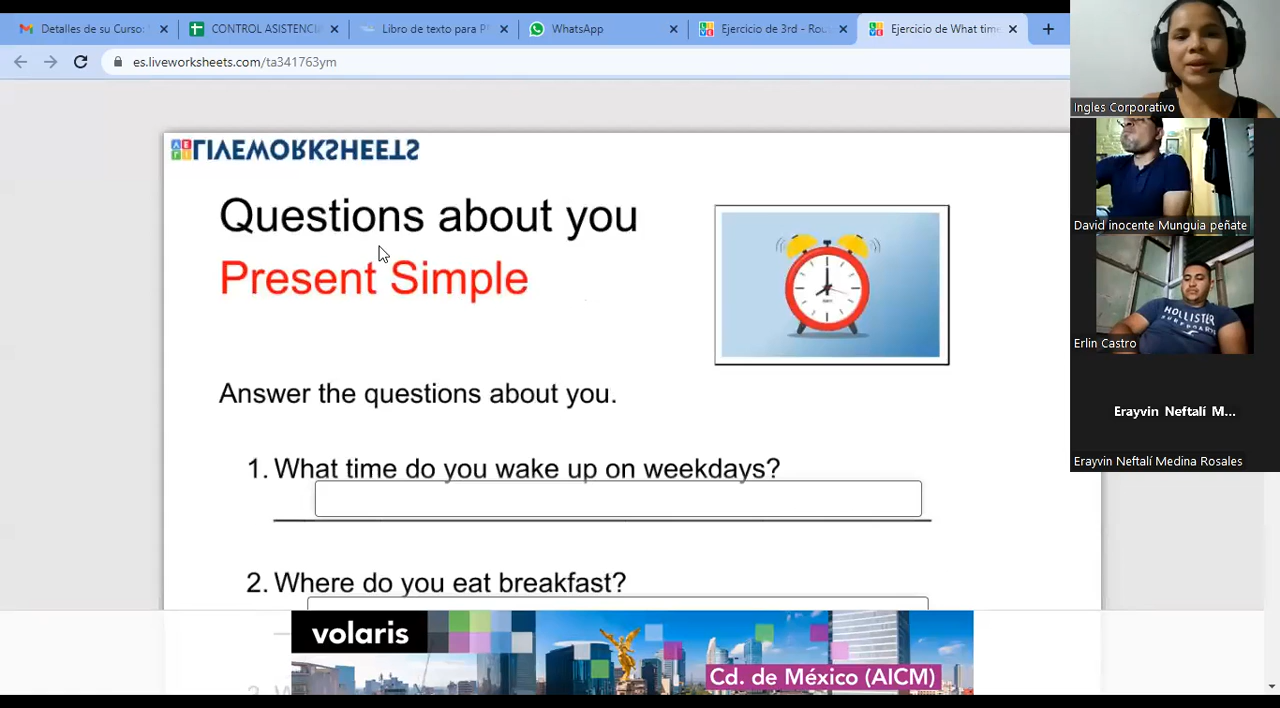 Detalles de su Curso:
CONTROL ASISTENCI
Libro de texto para P
WhatsApp
Ejercicio de 3rd - Rou
Ejercicio de What time
es.liveworksheets.com/ta341763ym
LIVEWORKSHEETS
Questions about you
Present Simple
Answer the questions about you.
1. What time do you wake up on weekdays?
2. Where do you eat breakfast?
volaris
Cd. de México (AICM)
Ingles Corporativo
David inocente Munguia peñate
HOLLISTER
Erlin Castro
Erayvin Neftalí M...
Erayvin Neftalí Medina Rosales